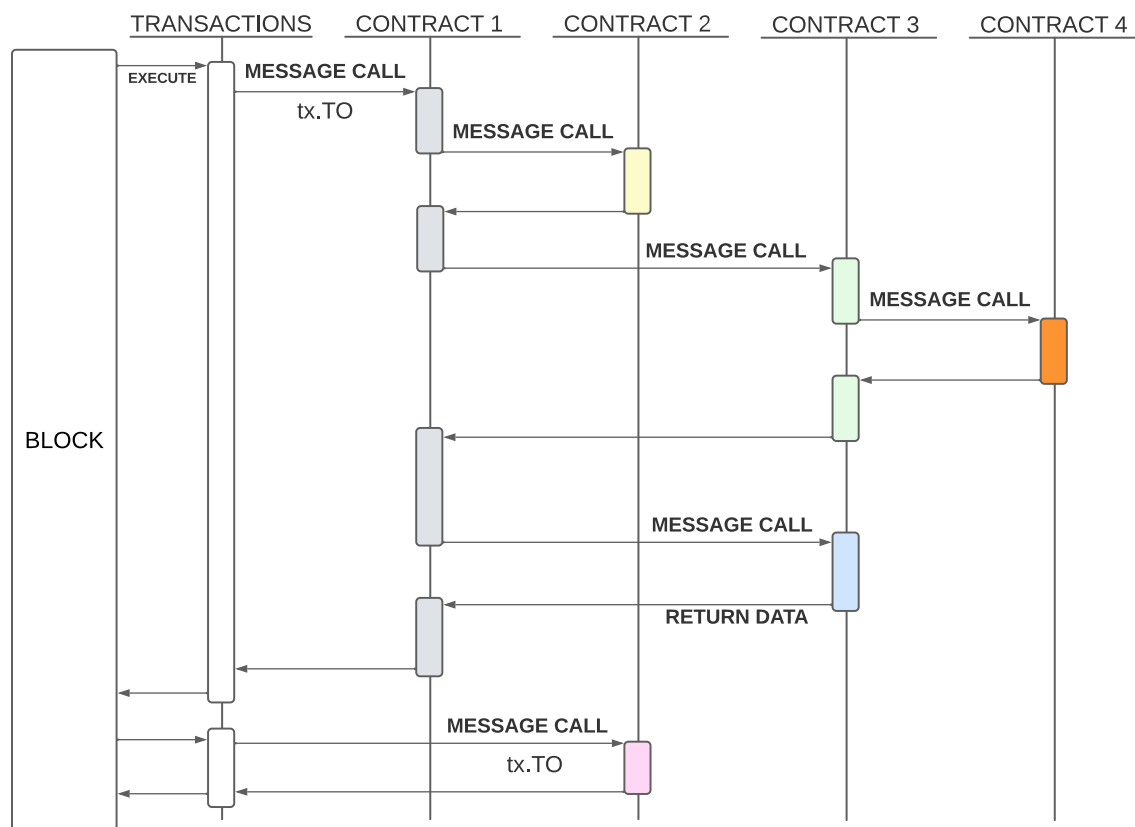 TRANSACTIONS
CONTRACT 1
CONTRACT 2
CONTRACT 3
CONTRACT 4
EXECUTE
MESSAGE CALL
tx.TO
MESSAGE CALL
MESSAGE CALL
MESSAGE CALL
BLOCK
MESSAGE CALL
RETURN DATA
MESSAGE CALL
tx.TO